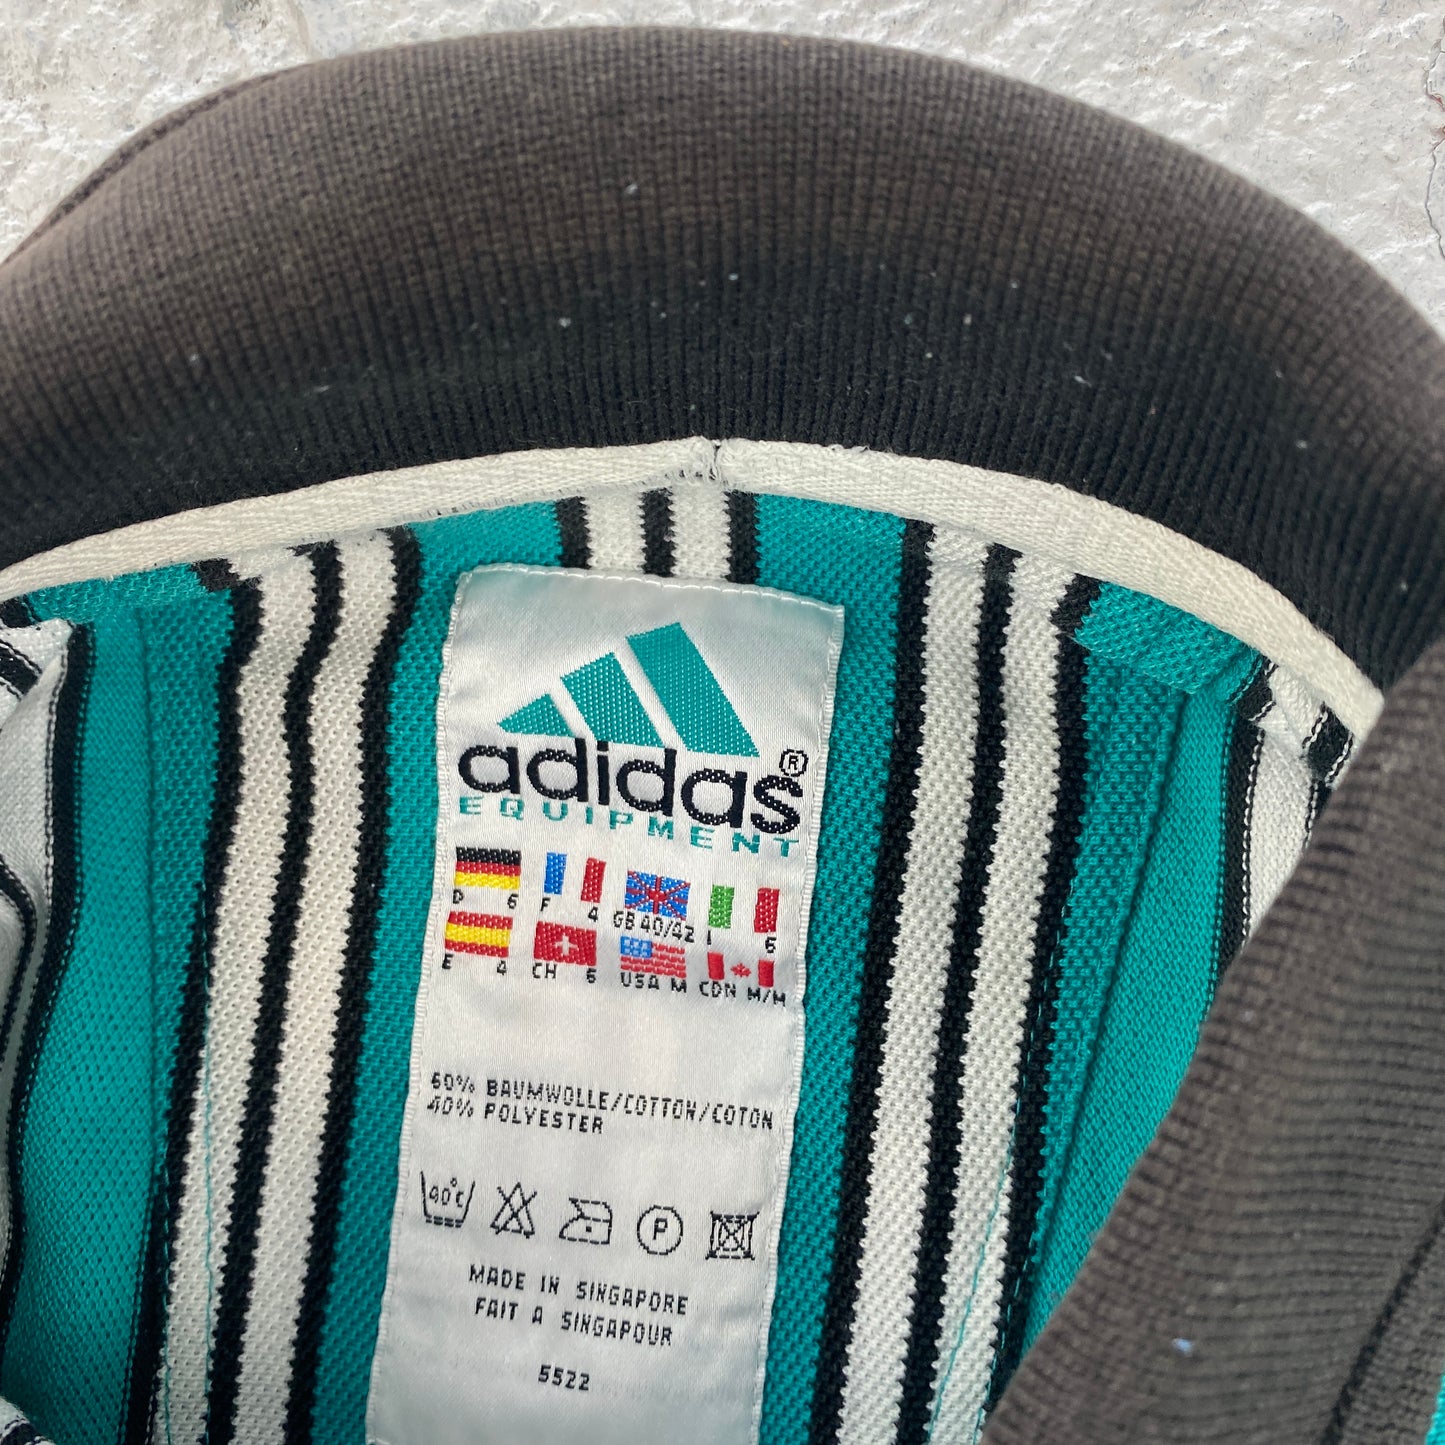 adidas®
EQUIPMENT
D 6 F 4 GB 40/42 I 6
E 4 CH 6 USA M CDN M/M
60% BAUMWOLLE/COTTON/COTON
40% POLYESTER
40°C P
MADE IN SINGAPORE
FAIT A SINGAPOUR
5522